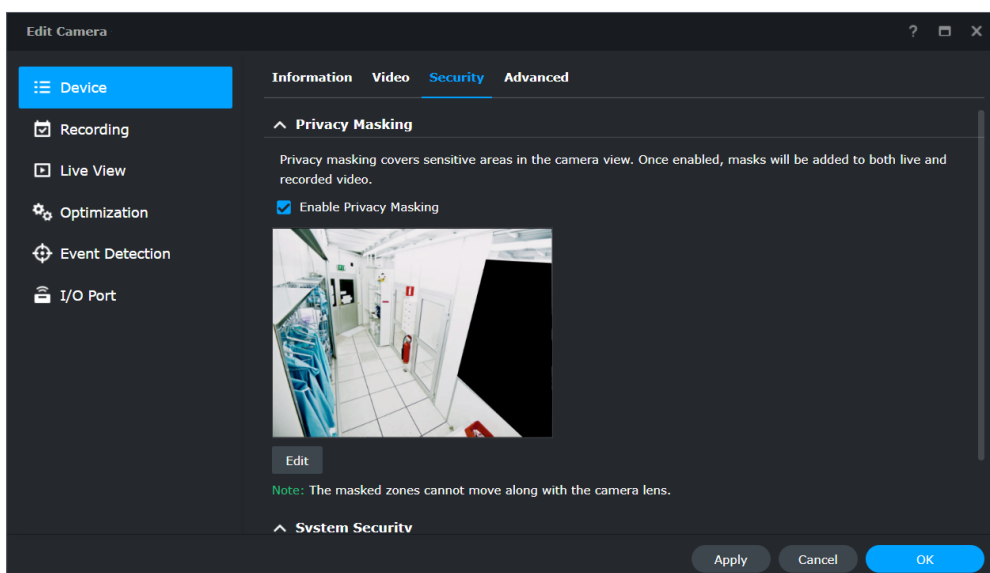 Edit Camera
?
Device
Recording
Live View
Optimization
Event Detection
I/O Port
Information Video Security Advanced
Privacy Masking
Privacy masking covers sensitive areas in the camera view. Once enabled, masks will be added to both live and
recorded video.
Enable Privacy Masking
Edit
Note: The masked zones cannot move along with the camera lens.
System Security
Apply Cancel OK